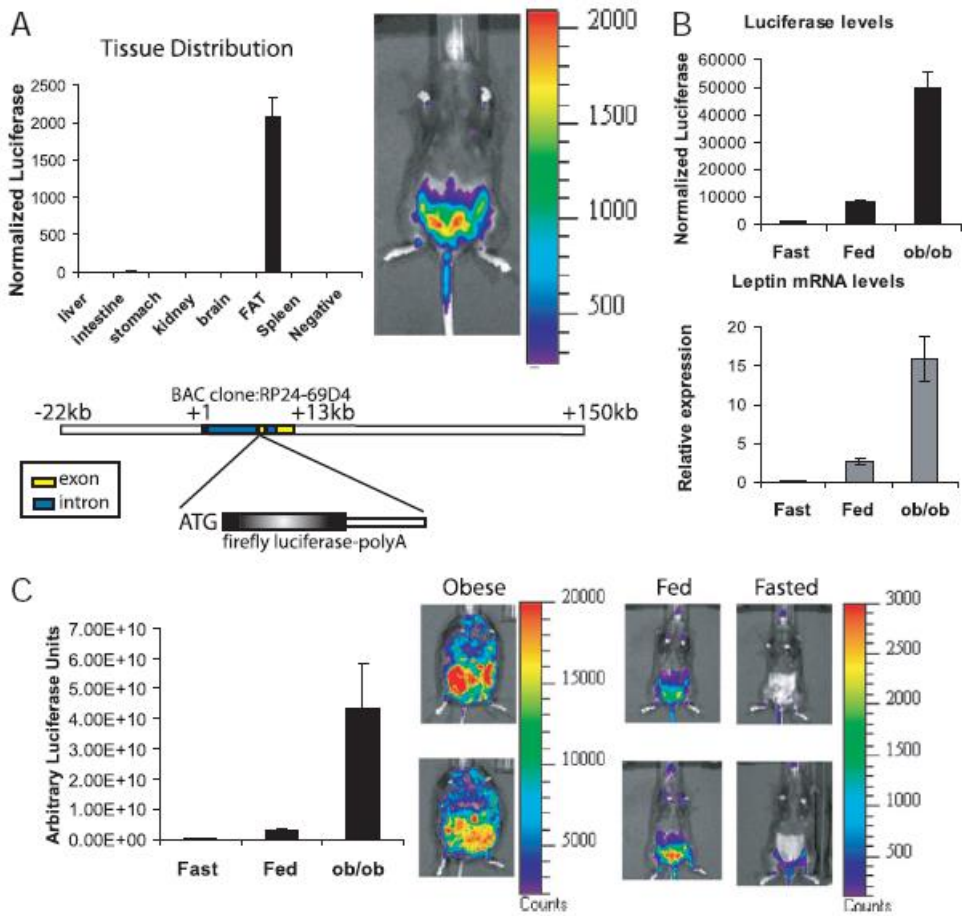 A
Tissue Distribution
Normalized Luciferase
2500
2000
1500
1000
500
0
liver
intestine
stomach
kidney
brain
FAT
Spleen
Negative
2000
1500
1000
500
B
Luciferase levels
Normalized Luciferase
60000
50000
40000
30000
20000
10000
0
Fast Fed ob/ob
Leptin mRNA levels
Relative expression
20
15
10
5
0
Fast Fed ob/ob
BAC clone:RP24-69D4
-22kb +1 +13kb +150kb
exon
intron
ATG
firefly luciferase-polyA
C
Arbitrary Luciferase Units
7.00E+10
6.00E+10
5.00E+10
4.00E+10
3.00E+10
2.00E+10
1.00E+10
0.00E+00
Fast Fed ob/ob
Obese
20000
15000
10000
5000
Counts
Fed Fasted
3000
2500
2000
1500
1000
500
Counts